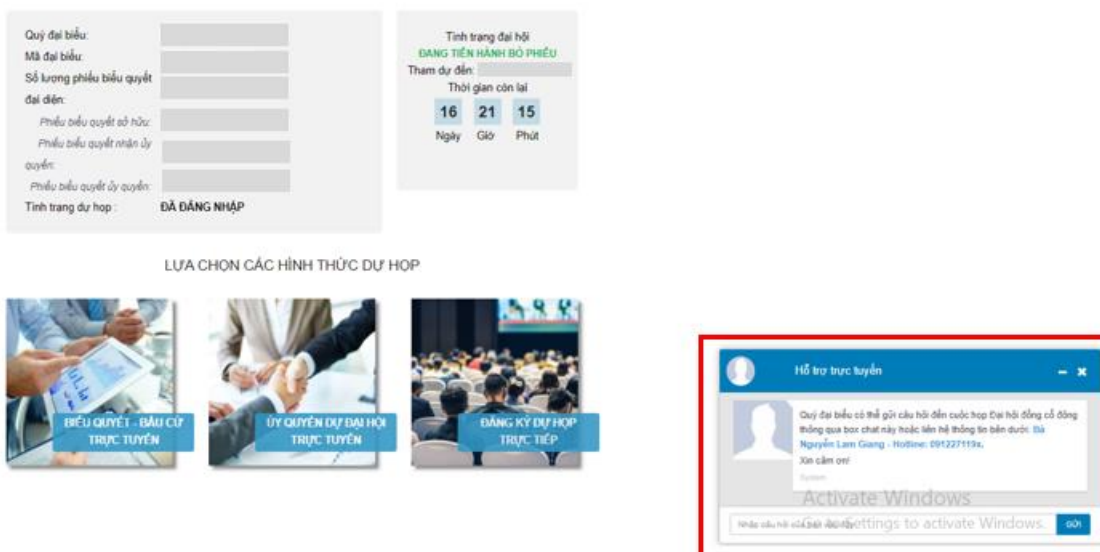 Quý đại biểu:
Mã đại biểu:
Số lượng phiếu biểu quyết
đại diện:
Phiếu biểu quyết sở hữu:
Phiếu biểu quyết nhận ủy
quyền:
Phiếu biểu quyết ủy quyền:
Tình trạng dự họp :
ĐÃ ĐĂNG NHẬP
Tình trạng đại hội
ĐANG TIẾN HÀNH BỎ PHIẾU
Tham dự đến:
Thời gian còn lại
16 21 15
Ngày Giờ Phút
LỰA CHỌN CÁC HÌNH THỨC DỰ HỌP
BIỂU QUYẾT - BẦU CỬ
TRỰC TUYẾN
ỦY QUYỀN DỰ ĐẠI HỘI
TRỰC TUYẾN
ĐĂNG KÝ DỰ HỌP
TRỰC TIẾP
Hỗ trợ trực tuyến
Quý đại biểu có thể gửi câu hỏi đến cuộc họp Đại hội đồng cổ đông
thông qua box chat này hoặc liên hệ thông tin bên dưới: Bà
Nguyễn Lam Giang - Hotline: 091227119x.
Xin cảm ơn!
System
Activate Windows
Nhập câu hỏi của bạn vào đây
Go to Settings to activate Windows.
GỬI